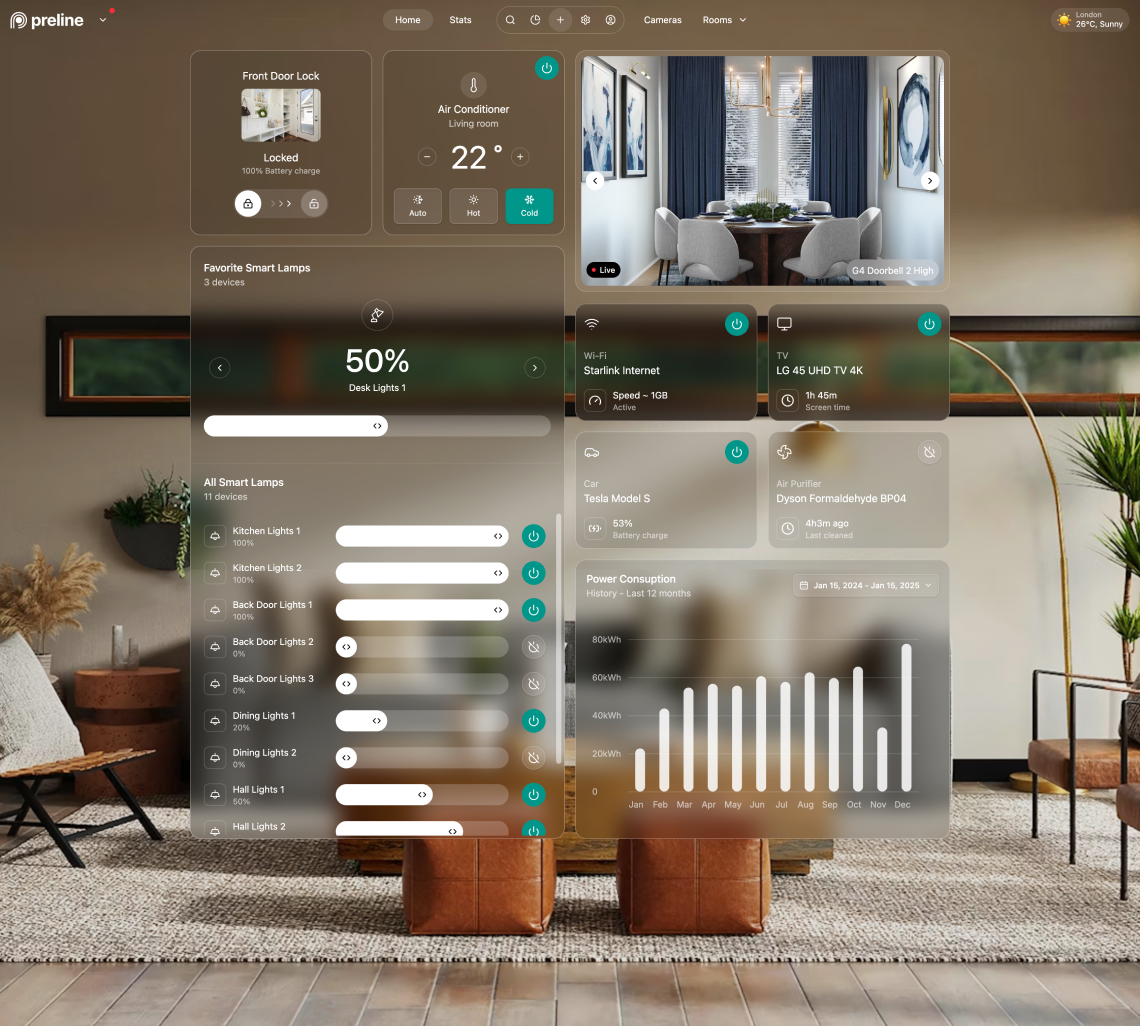 preline
Home
Stats
Cameras
Rooms
London
26°C, Sunny
Front Door Lock
Locked
100% Battery charge
Air Conditioner
Living room
22°
Auto
Hot
Cold
Live
G4 Doorbell 2 High
Favorite Smart Lamps
3 devices
50%
Desk Lights 1
All Smart Lamps
11 devices
Kitchen Lights 1
100%
Kitchen Lights 2
100%
Back Door Lights 1
100%
Back Door Lights 2
0%
Back Door Lights 3
0%
Dining Lights 1
20%
Dining Lights 2
0%
Hall Lights 1
50%
Hall Lights 2
Wi-Fi
Starlink Internet
Speed ~ 1GB
Active
TV
LG 45 UHD TV 4K
1h 45m
Screen time
Car
Tesla Model S
53%
Battery charge
Air Purifier
Dyson Formaldehyde BP04
4h3m ago
Last cleaned
Power Consuption
History - Last 12 months
Jan 15, 2024 - Jan 15, 2025
80kWh
60kWh
40kWh
20kWh
0
Jan Feb Mar Apr May Jun Jul Aug Sep Oct Nov Dec